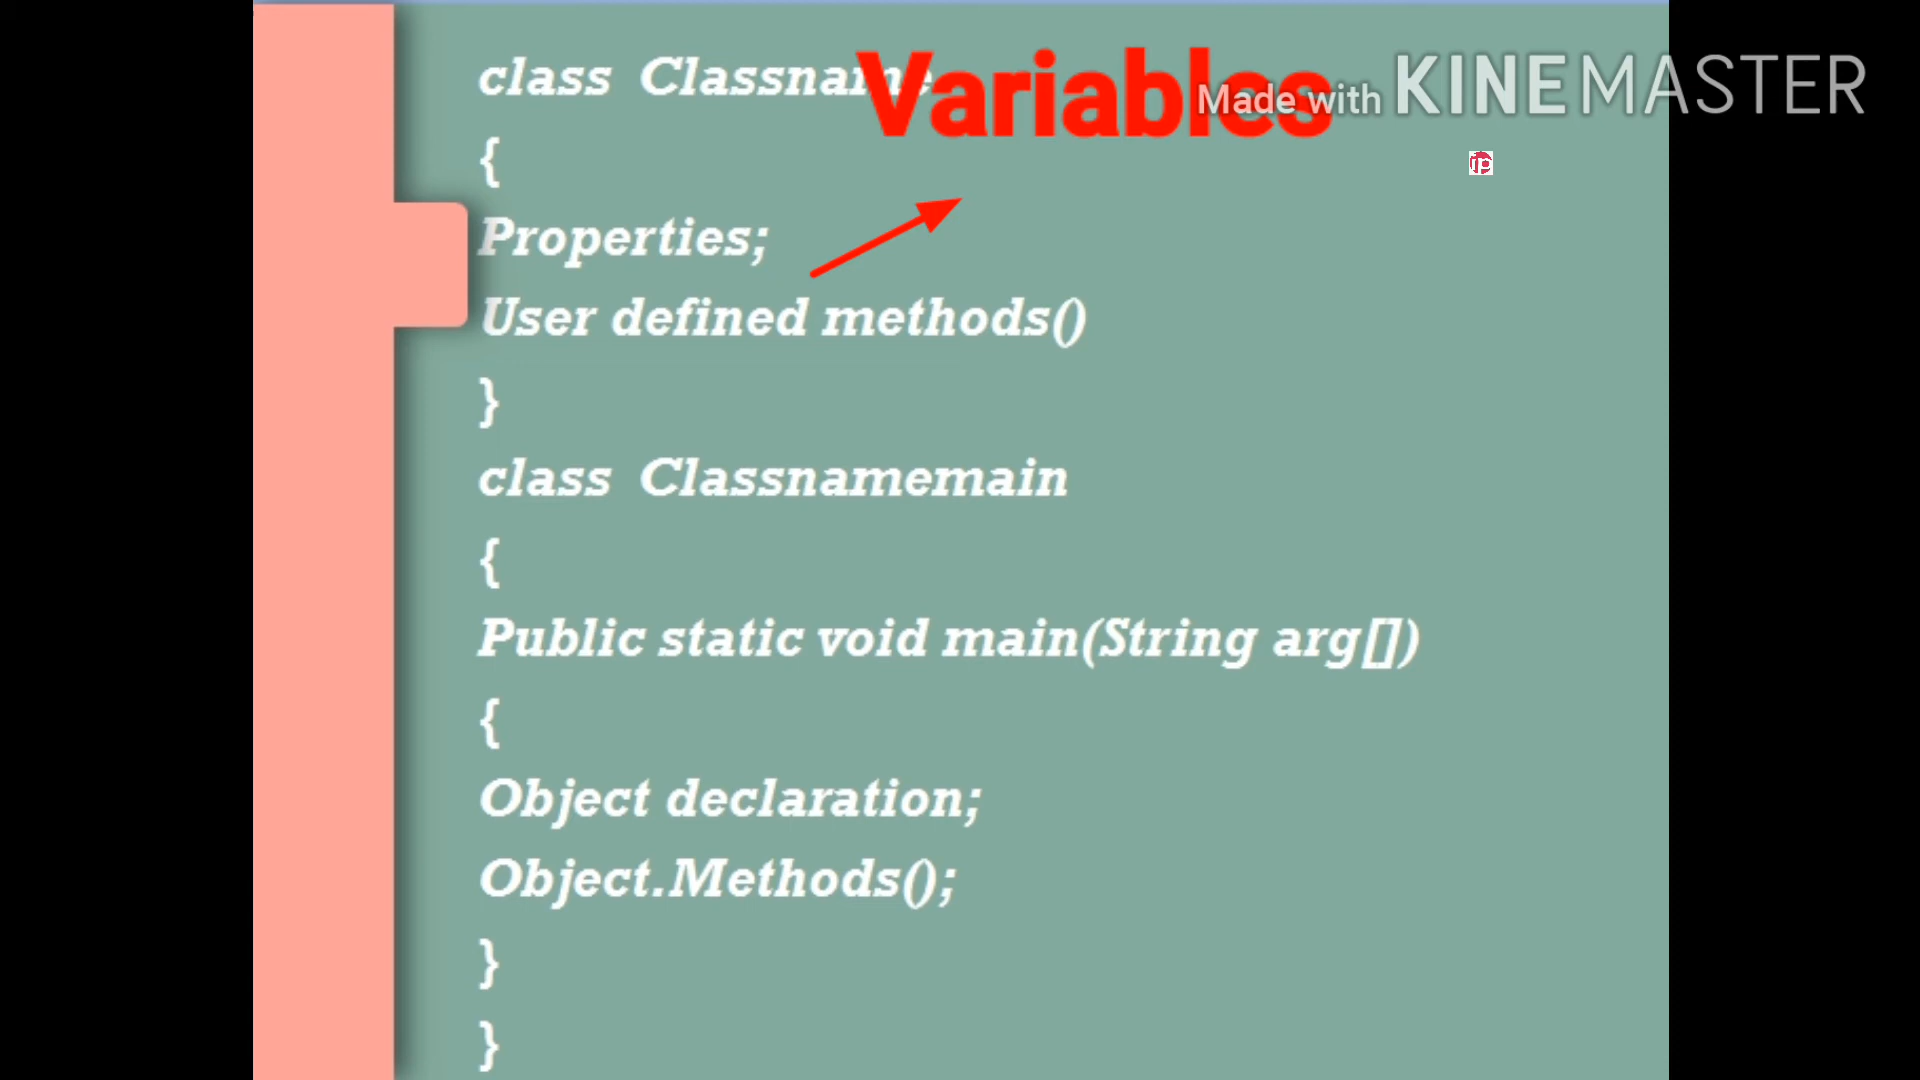 class Classname
Variables
Made with KINEMASTER
{
Properties;
User defined methods()
}
class Classnamemain
{
Public static void main(String arg[])
{
Object declaration;
Object.Methods();
}
}